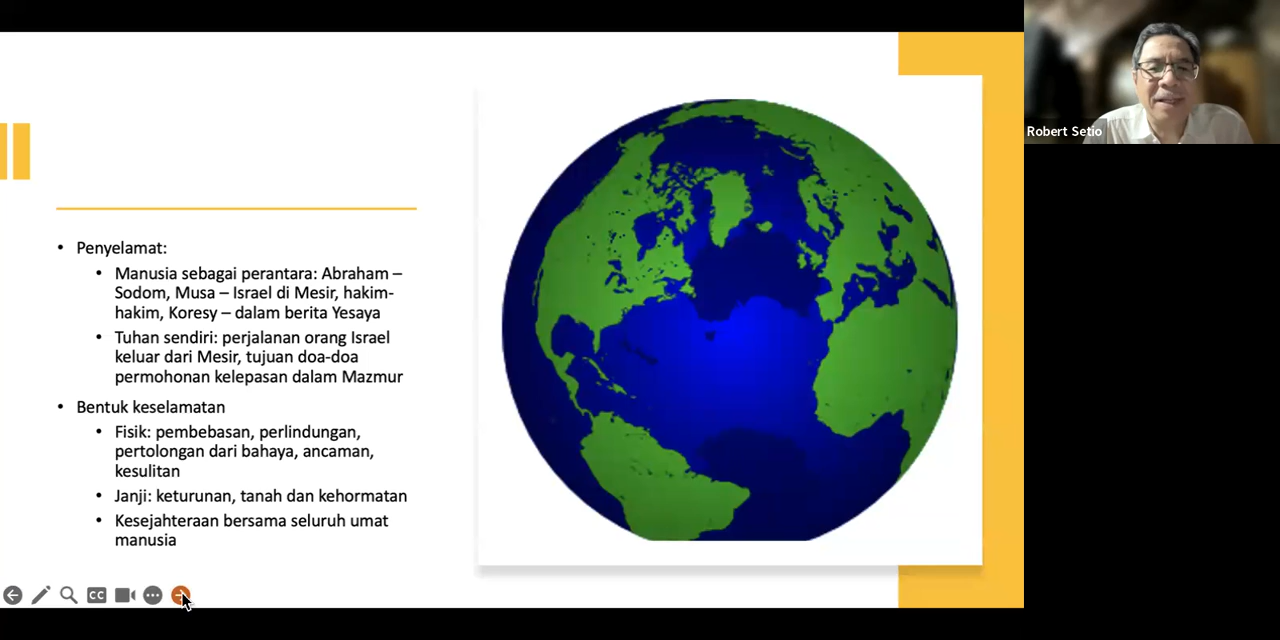 Penyelamat:
Manusia sebagai perantara: Abraham –
Sodom, Musa – Israel di Mesir, hakim-
hakim, Koresy – dalam berita Yesaya
Tuhan sendiri: perjalanan orang Israel
keluar dari Mesir, tujuan doa-doa
permohonan kelepasan dalam Mazmur
Bentuk keselamatan
Fisik: pembebasan, perlindungan,
pertolongan dari bahaya, ancaman,
kesulitan
Janji: keturunan, tanah dan kehormatan
Kesejahteraan bersama seluruh umat
manusia
CC
Robert Setio